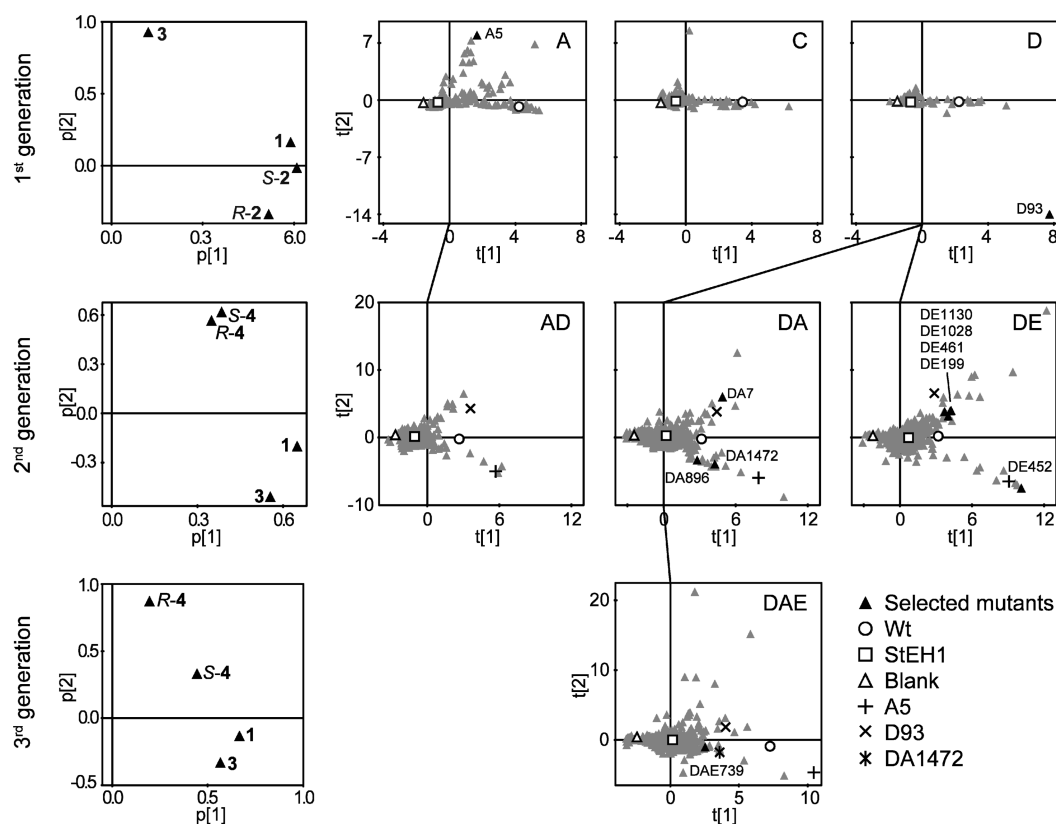 1st generation
1.0
0.5
0.0
p[2]
3
1
S-2
R-2
0.0
3.0
6.0
p[1]
A
7
0
-7
-14
t[2]
A5
-4
0
4
8
t[1]
C
-4
0
4
8
t[1]
D
D93
-4
0
4
8
t[1]
2nd generation
0.6
0.3
-0.0
-0.3
p[2]
S-4
R-4
1
3
0.0
0.3
0.6
p[1]
AD
20
10
0
-10
t[2]
0
6
12
t[1]
DA
DA7
DA1472
DA896
0
6
12
t[1]
DE
DE1130
DE1028
DE461
DE199
DE452
0
6
12
t[1]
3rd generation
1.0
0.5
0.0
-0.5
p[2]
R-4
S-4
1
3
0.0
0.5
1.0
p[1]
DAE
20
10
0
t[2]
DAE739
0
5
10
t[1]
Selected mutants
Wt
StEH1
Blank
A5
D93
DA1472